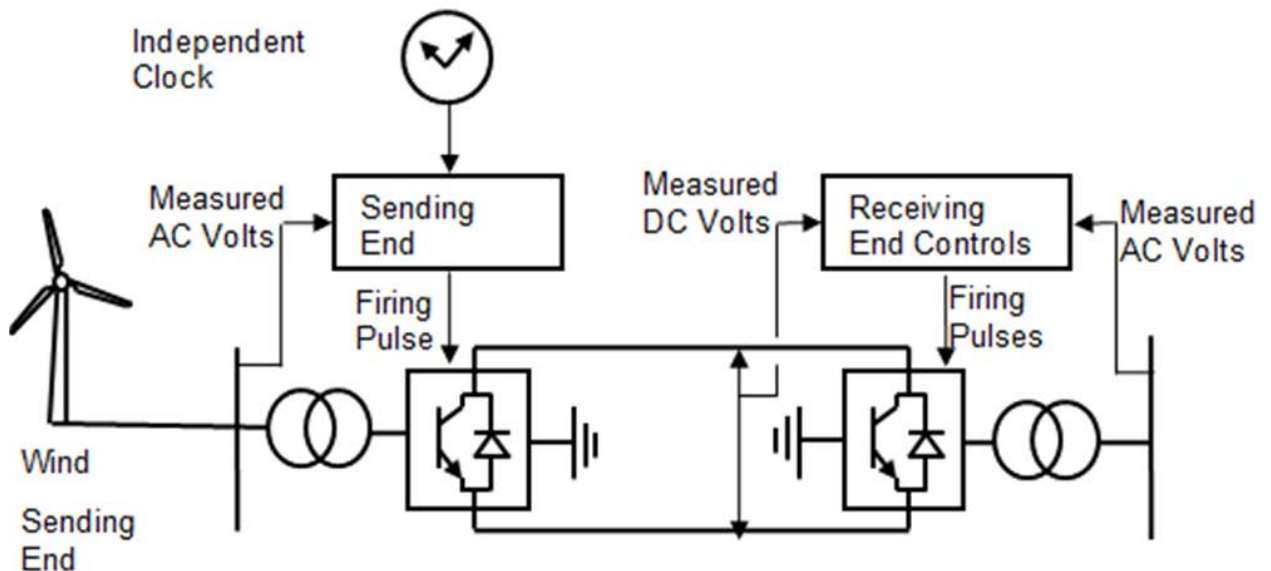 Independent
Clock
Measured
AC Volts
Sending
End
Measured
DC Volts
Receiving
End Controls
Measured
AC Volts
Firing
Pulse
Firing
Pulses
Wind
Sending
End